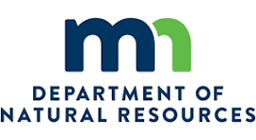 mn
DEPARTMENT OF
NATURAL RESOURCES